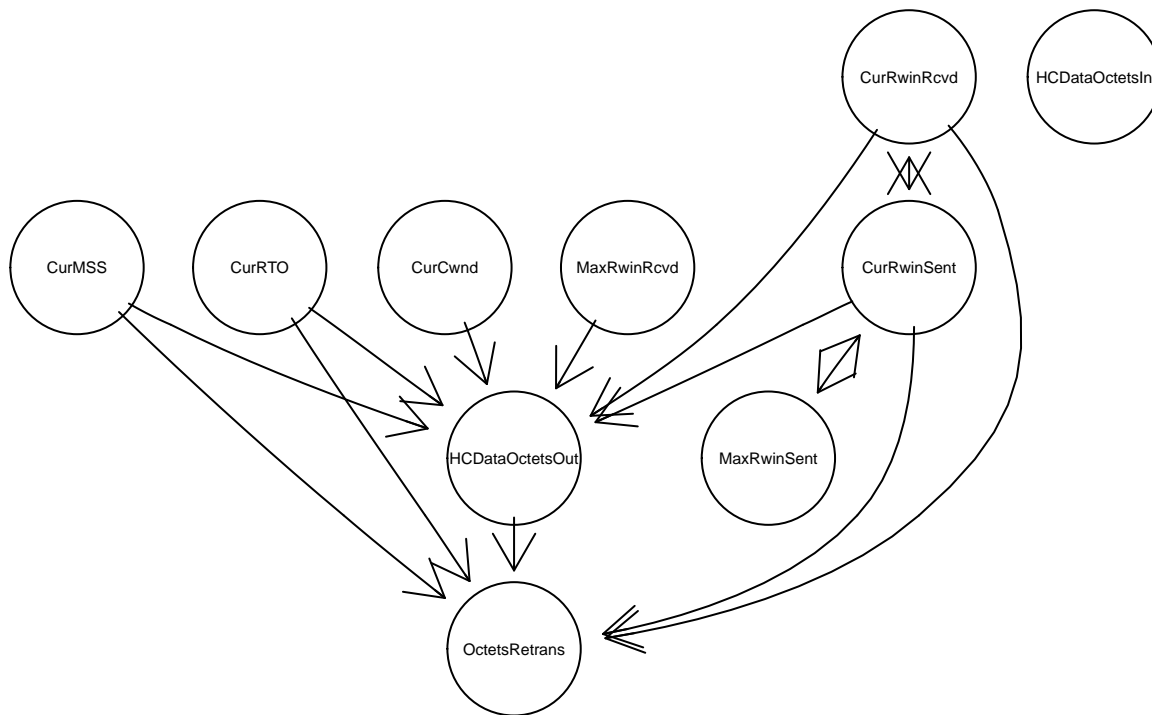 CurRwinRcvd
HCDataOctetsIn
CurMSS
CurRTO
CurCwnd
MaxRwinRcvd
CurRwinSent
HCDataOctetsOut
MaxRwinSent
OctetsRetrans